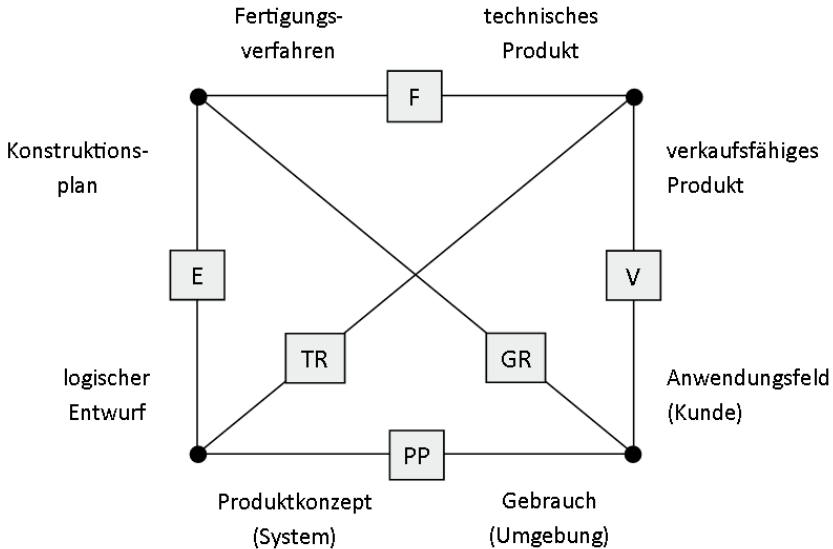 Fertigungs-
verfahren
technisches
Produkt
F
Konstruktions-
plan
verkaufsfähiges
Produkt
E
V
TR
GR
logischer
Entwurf
Anwendungsfeld
(Kunde)
PP
Produktkonzept
(System)
Gebrauch
(Umgebung)